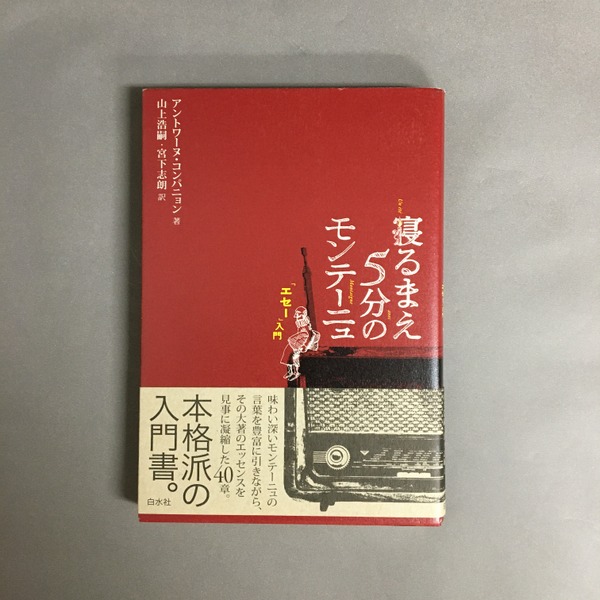 寝るまえ
5分の
モンテーニュ
「エセー」入門
アントワーヌ・コンパニョン 著
山上浩嗣・宮下志朗 訳
味わい深いモンテーニュの
言葉を豊富に引きながら、
その大著のエッセンスを
見事に凝縮した40章。
本格派の
入門書。
白水社